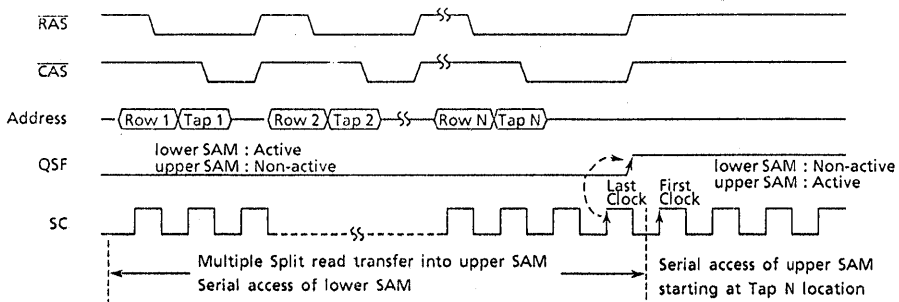 RAS
CAS
Address
Row 1 Tap 1 Row 2 Tap 2 Row N Tap N
lower SAM : Active
upper SAM : Non-active
QSF
lower SAM : Non-active
upper SAM : Active
Last Clock
First Clock
SC
Multiple Split read transfer into upper SAM
Serial access of lower SAM
Serial access of upper SAM
starting at Tap N location